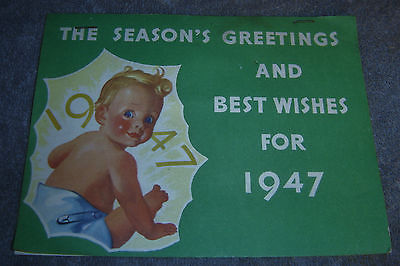 THE SEASON'S GREETINGS
AND
BEST WISHES
FOR
1947
1947